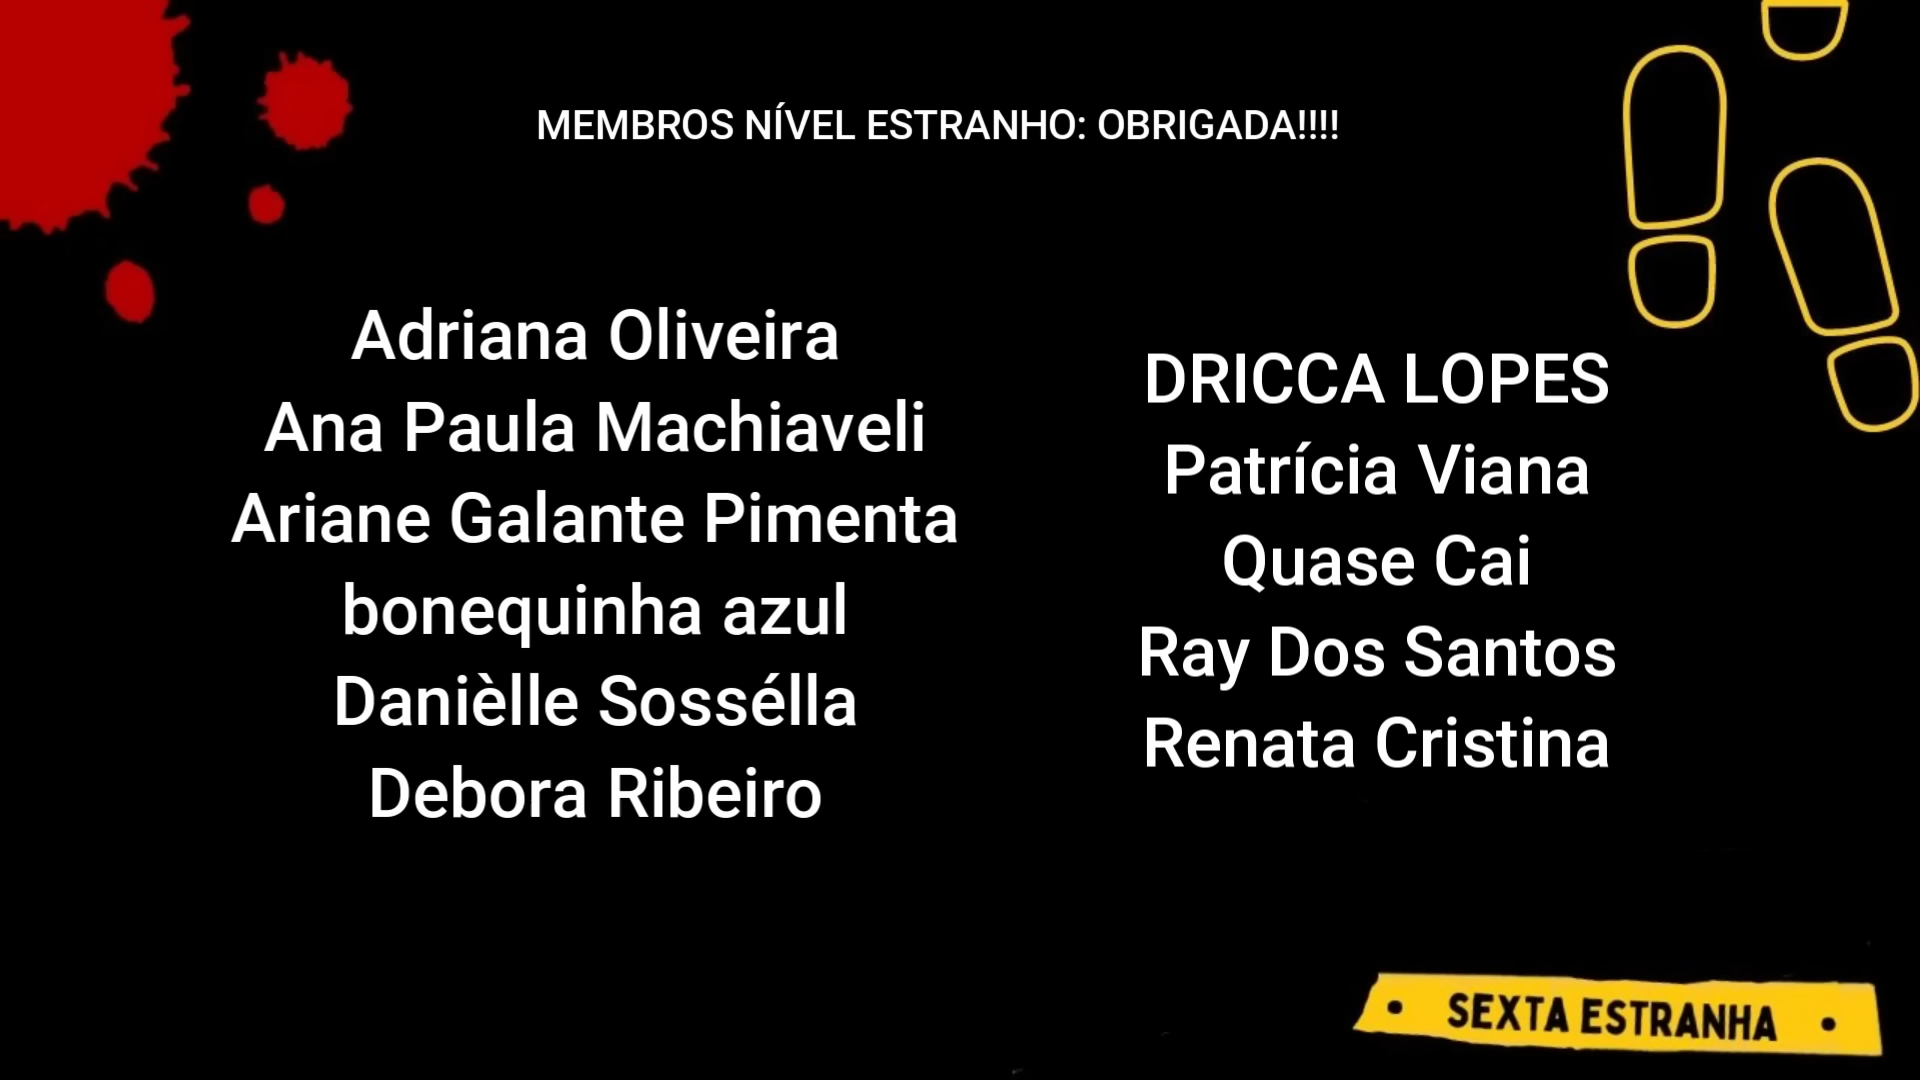 MEMBROS NÍVEL ESTRANHO: OBRIGADA!!!!
Adriana Oliveira
Ana Paula Machiaveli
Ariane Galante Pimenta
bonequinha azul
Danièlle Sossélla
Debora Ribeiro
DRICCA LOPES
Patrícia Viana
Quase Cai
Ray Dos Santos
Renata Cristina
SEXTA ESTRANHA